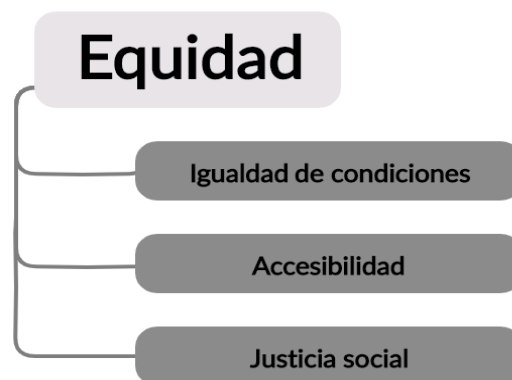 Equidad
Igualdad de condiciones
Accesibilidad
Justicia social